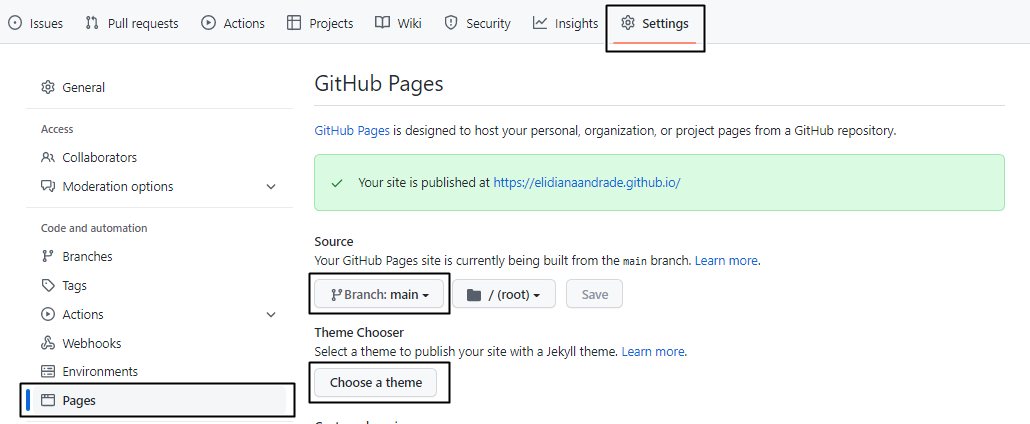 Issues Pull requests Actions Projects Wiki Security Insights Settings
General
Access
Collaborators
Moderation options
Code and automation
Branches
Tags
Actions
Webhooks
Environments
Pages
GitHub Pages
GitHub Pages is designed to host your personal, organization, or project pages from a GitHub repository.
Your site is published at https://elidianaandrade.github.io/
Source
Your GitHub Pages site is currently being built from the main branch. Learn more.
Branch: main / (root) Save
Theme Chooser
Select a theme to publish your site with a Jekyll theme. Learn more.
Choose a theme